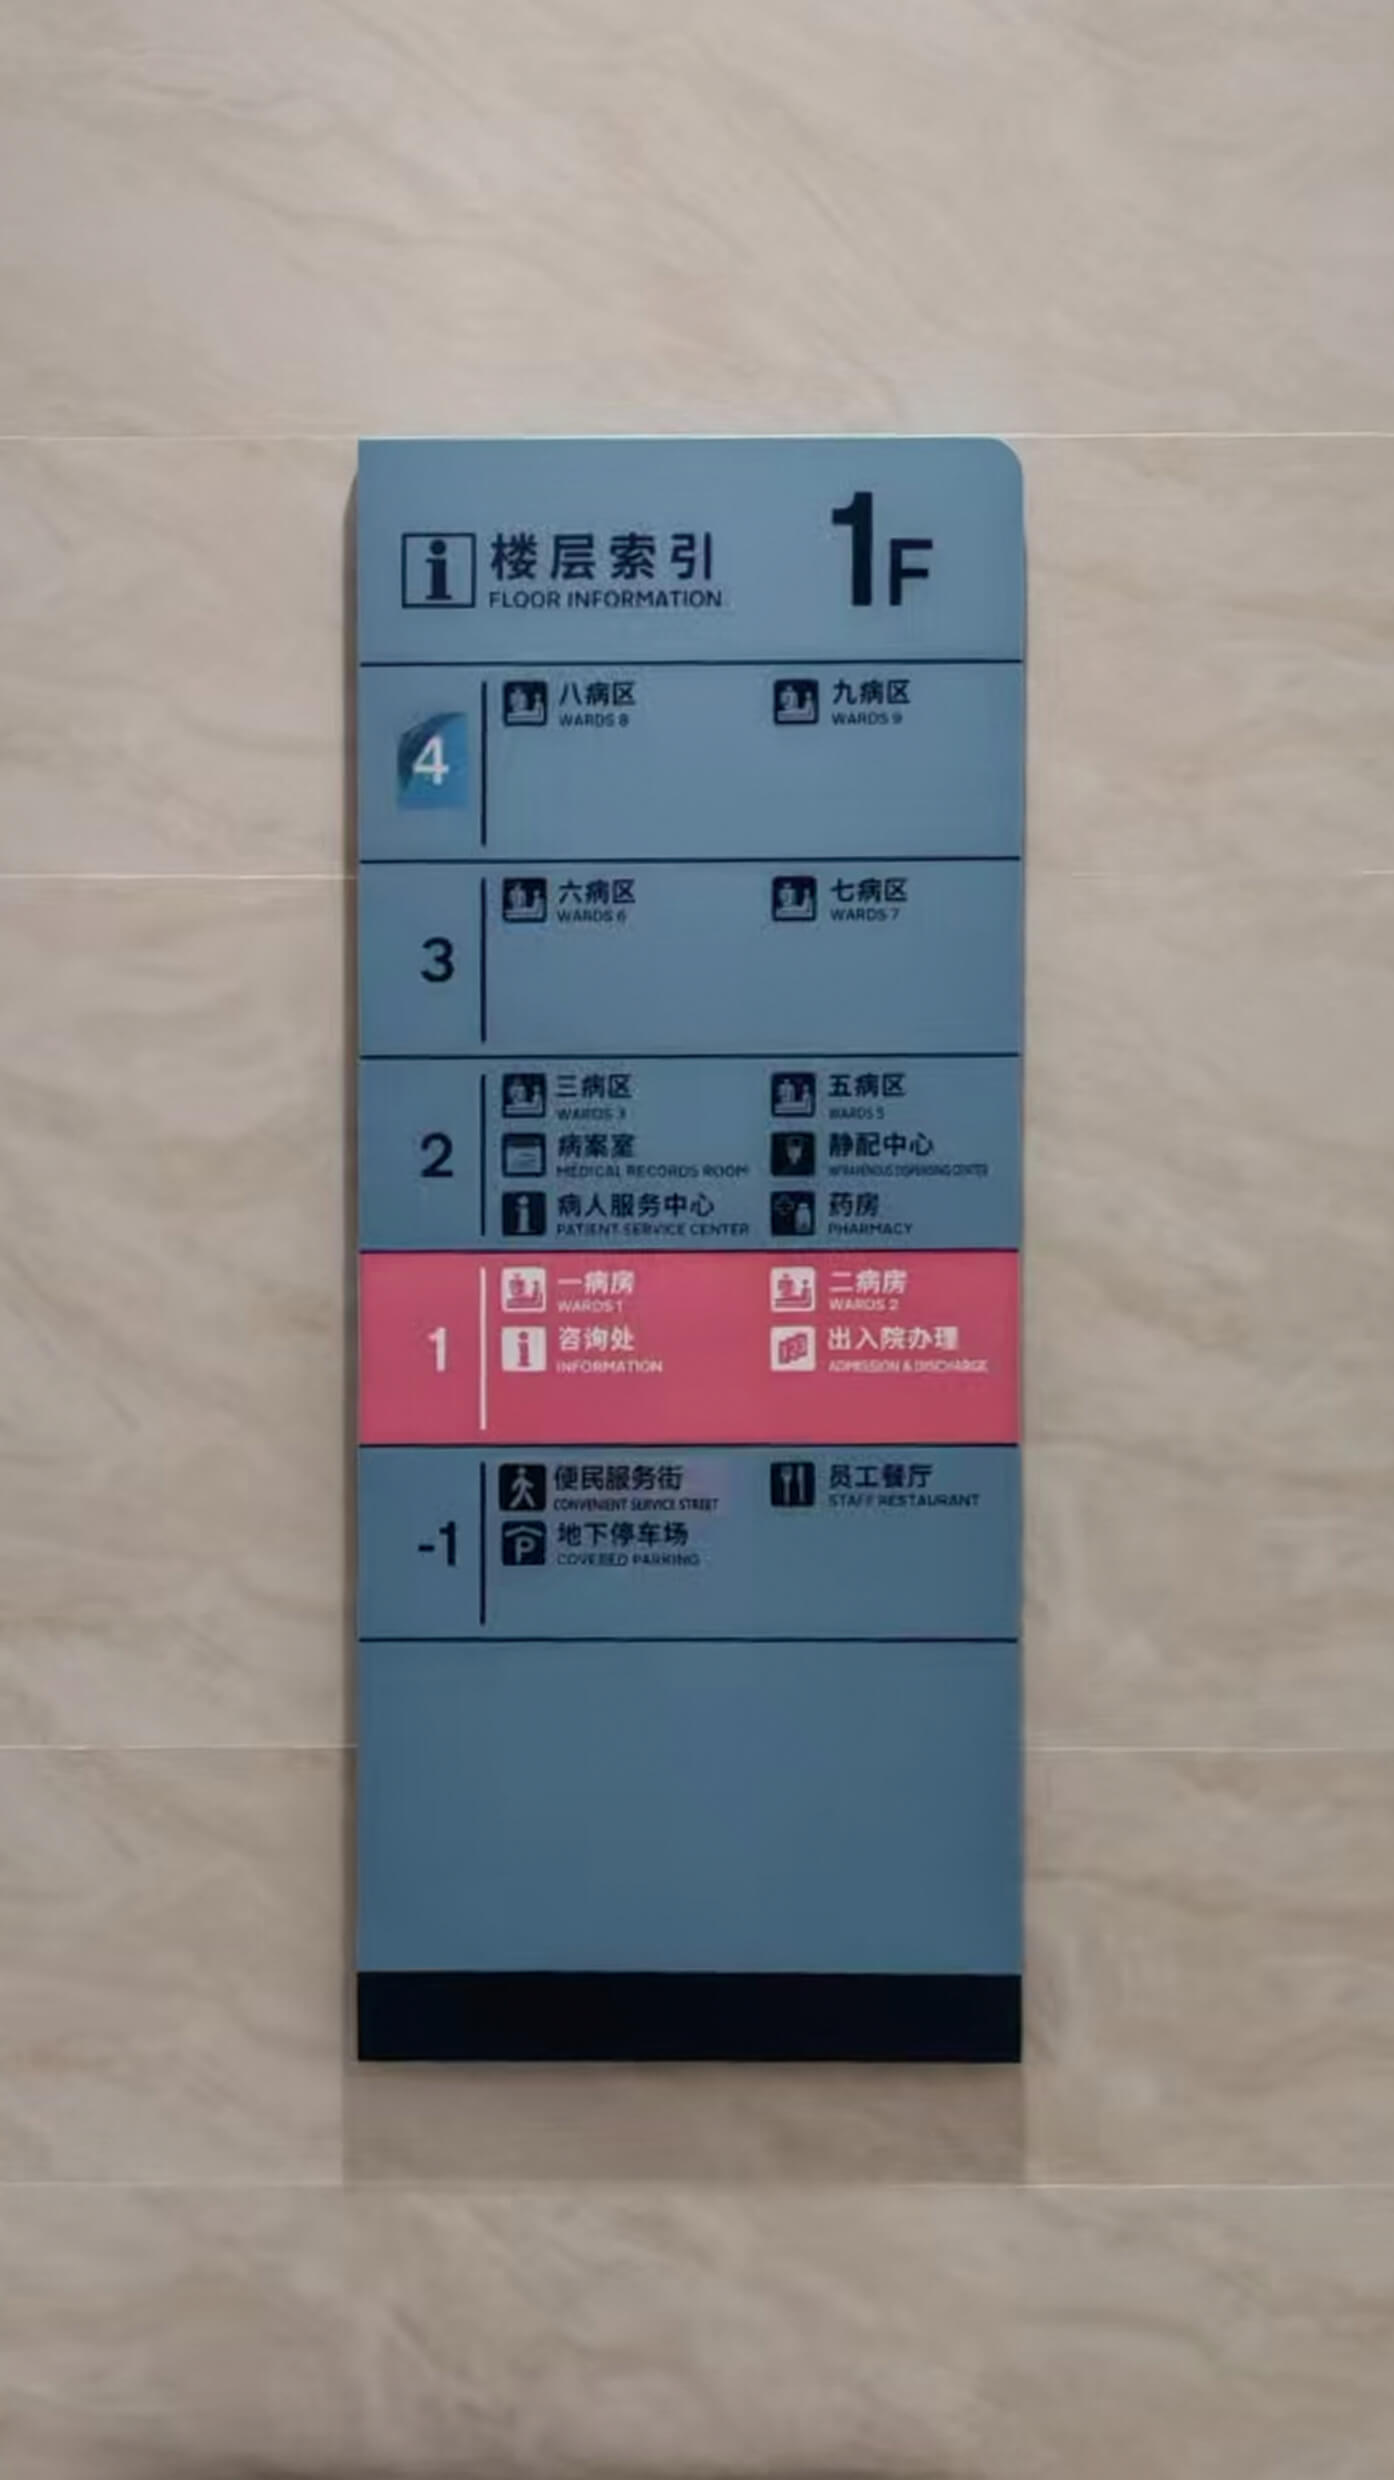 楼层索引
FLOOR INFORMATION
1F
4
八病区
WARDS 8
九病区
WARDS 9
3
六病区
WARDS 6
七病区
WARDS 7
2
三病区
WARDS 3
五病区
WARDS 5
病案室
MEDICAL RECORDS ROOM
静配中心
DISPENSING CENTER
病人服务中心
PATIENT SERVICE CENTER
药房
PHARMACY
1
一病房
WARDS 1
二病房
WARDS 2
咨询处
INFORMATION
123
出入院办理
ADMISSION & DISCHARGE
-1
便民服务街
CONVENIENT SERVICE STREET
员工餐厅
STAFF RESTAURANT
P
地下停车场
COVERED PARKING